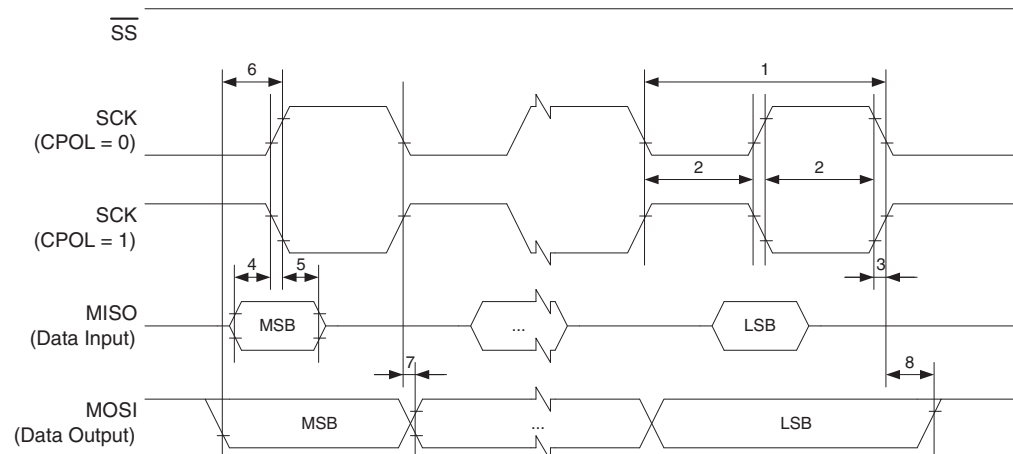 SS
6
1
SCK
(CPOL = 0)
2
2
SCK
(CPOL = 1)
4
5
3
MISO
(Data Input)
MSB
...
LSB
7
8
MOSI
(Data Output)
MSB
...
LSB